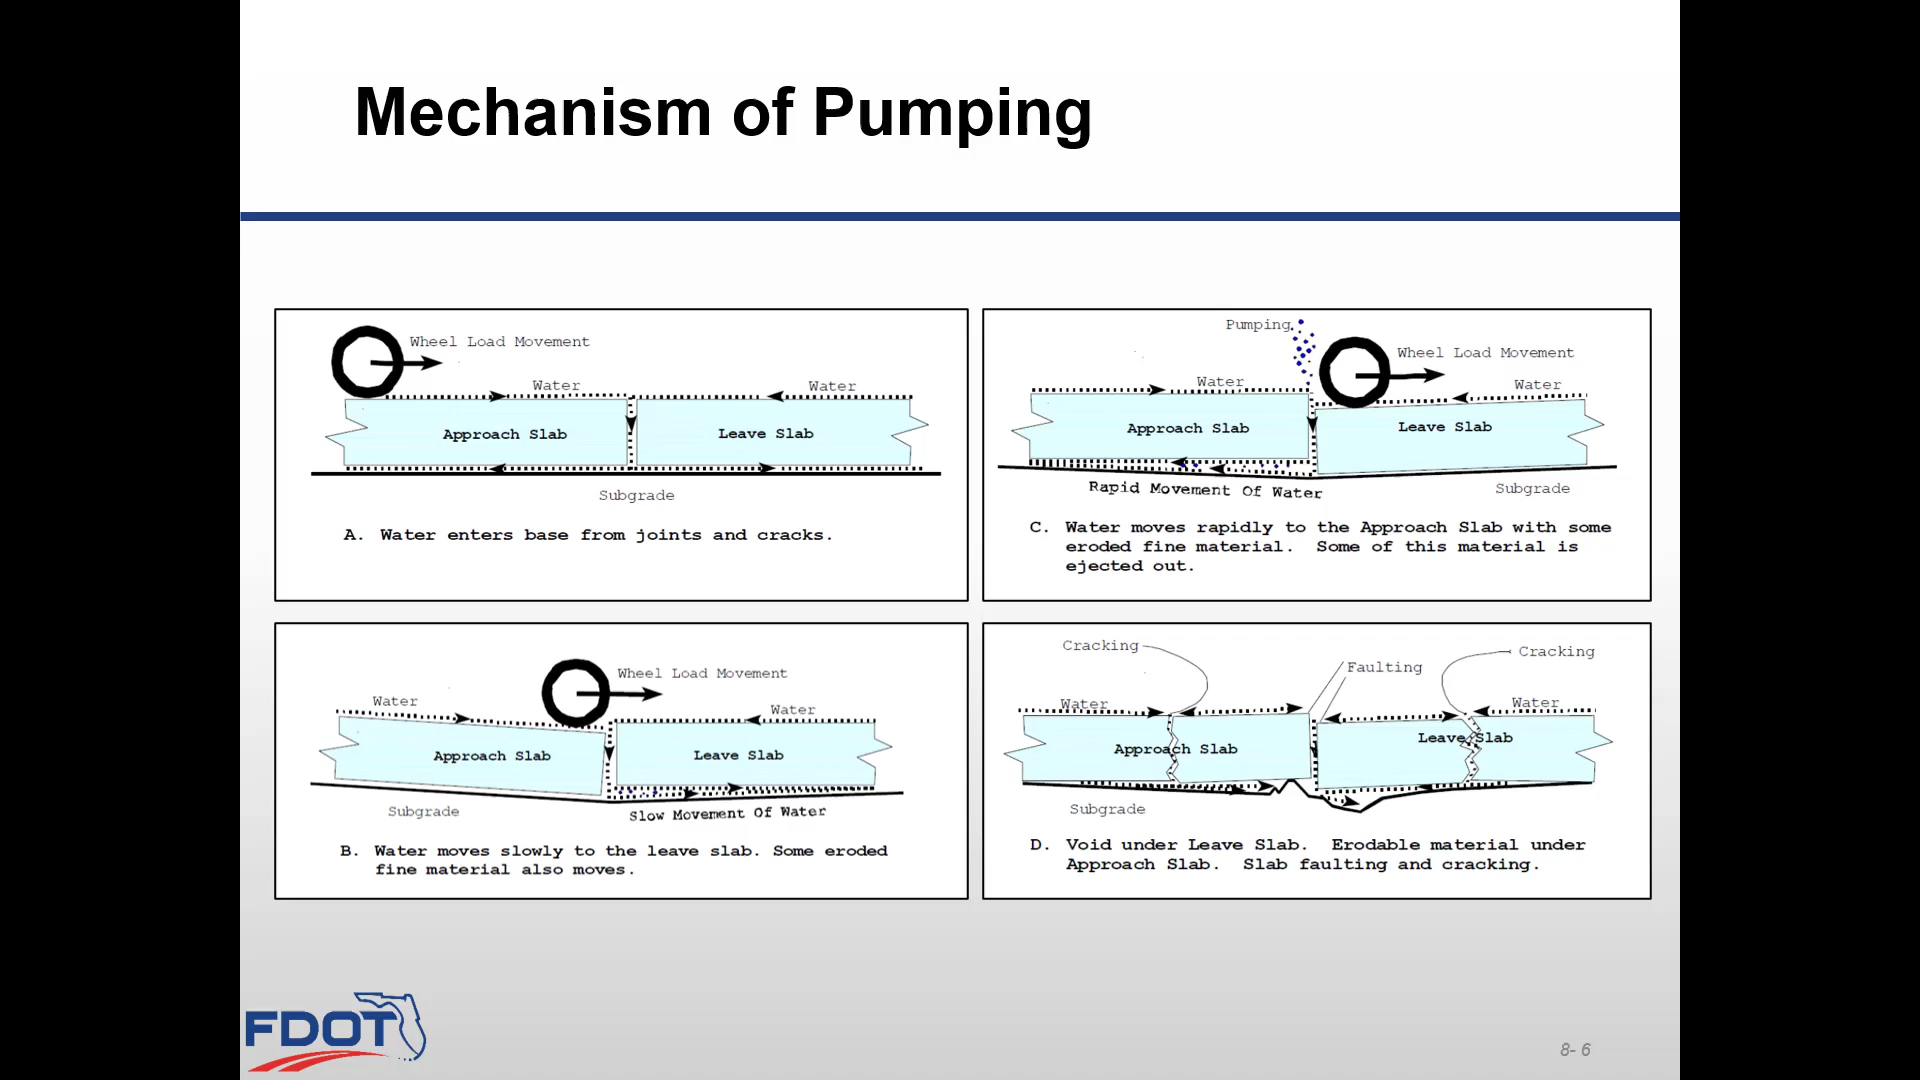 Mechanism of Pumping
Wheel Load Movement
Water
Water
Approach Slab
Leave Slab
Subgrade
A. Water enters base from joints and cracks.
Pumping
Wheel Load Movement
Water
Water
Approach Slab
Leave Slab
Rapid Movement Of Water
Subgrade
C. Water moves rapidly to the Approach Slab with some
eroded fine material. Some of this material is
ejected out.
Wheel Load Movement
Water
Water
Approach Slab
Leave Slab
Subgrade
Slow Movement Of Water
B. Water moves slowly to the leave slab. Some eroded
fine material also moves.
Cracking
Cracking
Faulting
Water
Water
Approach Slab
Leave Slab
Subgrade
D. Void under Leave Slab. Erodable material under
Approach Slab. Slab faulting and cracking.
FDOT
8- 6